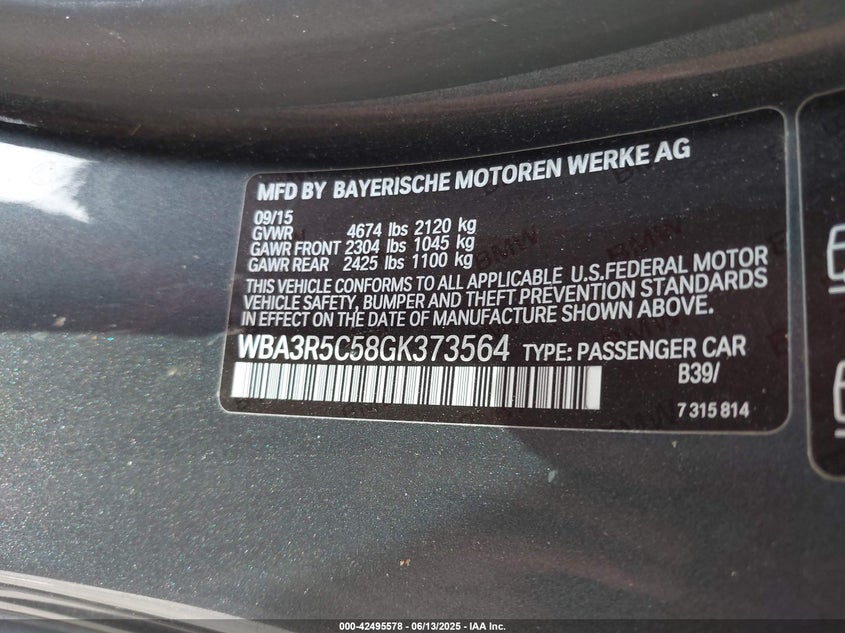 MFD BY BAYERISCHE MOTOREN WERKE AG
09/15
GVWR 4674 lbs 2120 kg
GAWR FRONT 2304 lbs 1045 kg
GAWR REAR 2425 lbs 1100 kg
THIS VEHICLE CONFORMS TO ALL APPLICABLE U.S.FEDERAL MOTOR
VEHICLE SAFETY, BUMPER AND THEFT PREVENTION STANDARDS
IN EFFECT ON THE DATE OF MANUFACTURE SHOWN ABOVE.
WBA3R5C58GK373564 TYPE: PASSENGER CAR
B39/
7 315 814
000-42495578 - 06/13/2025 - IAA Inc.